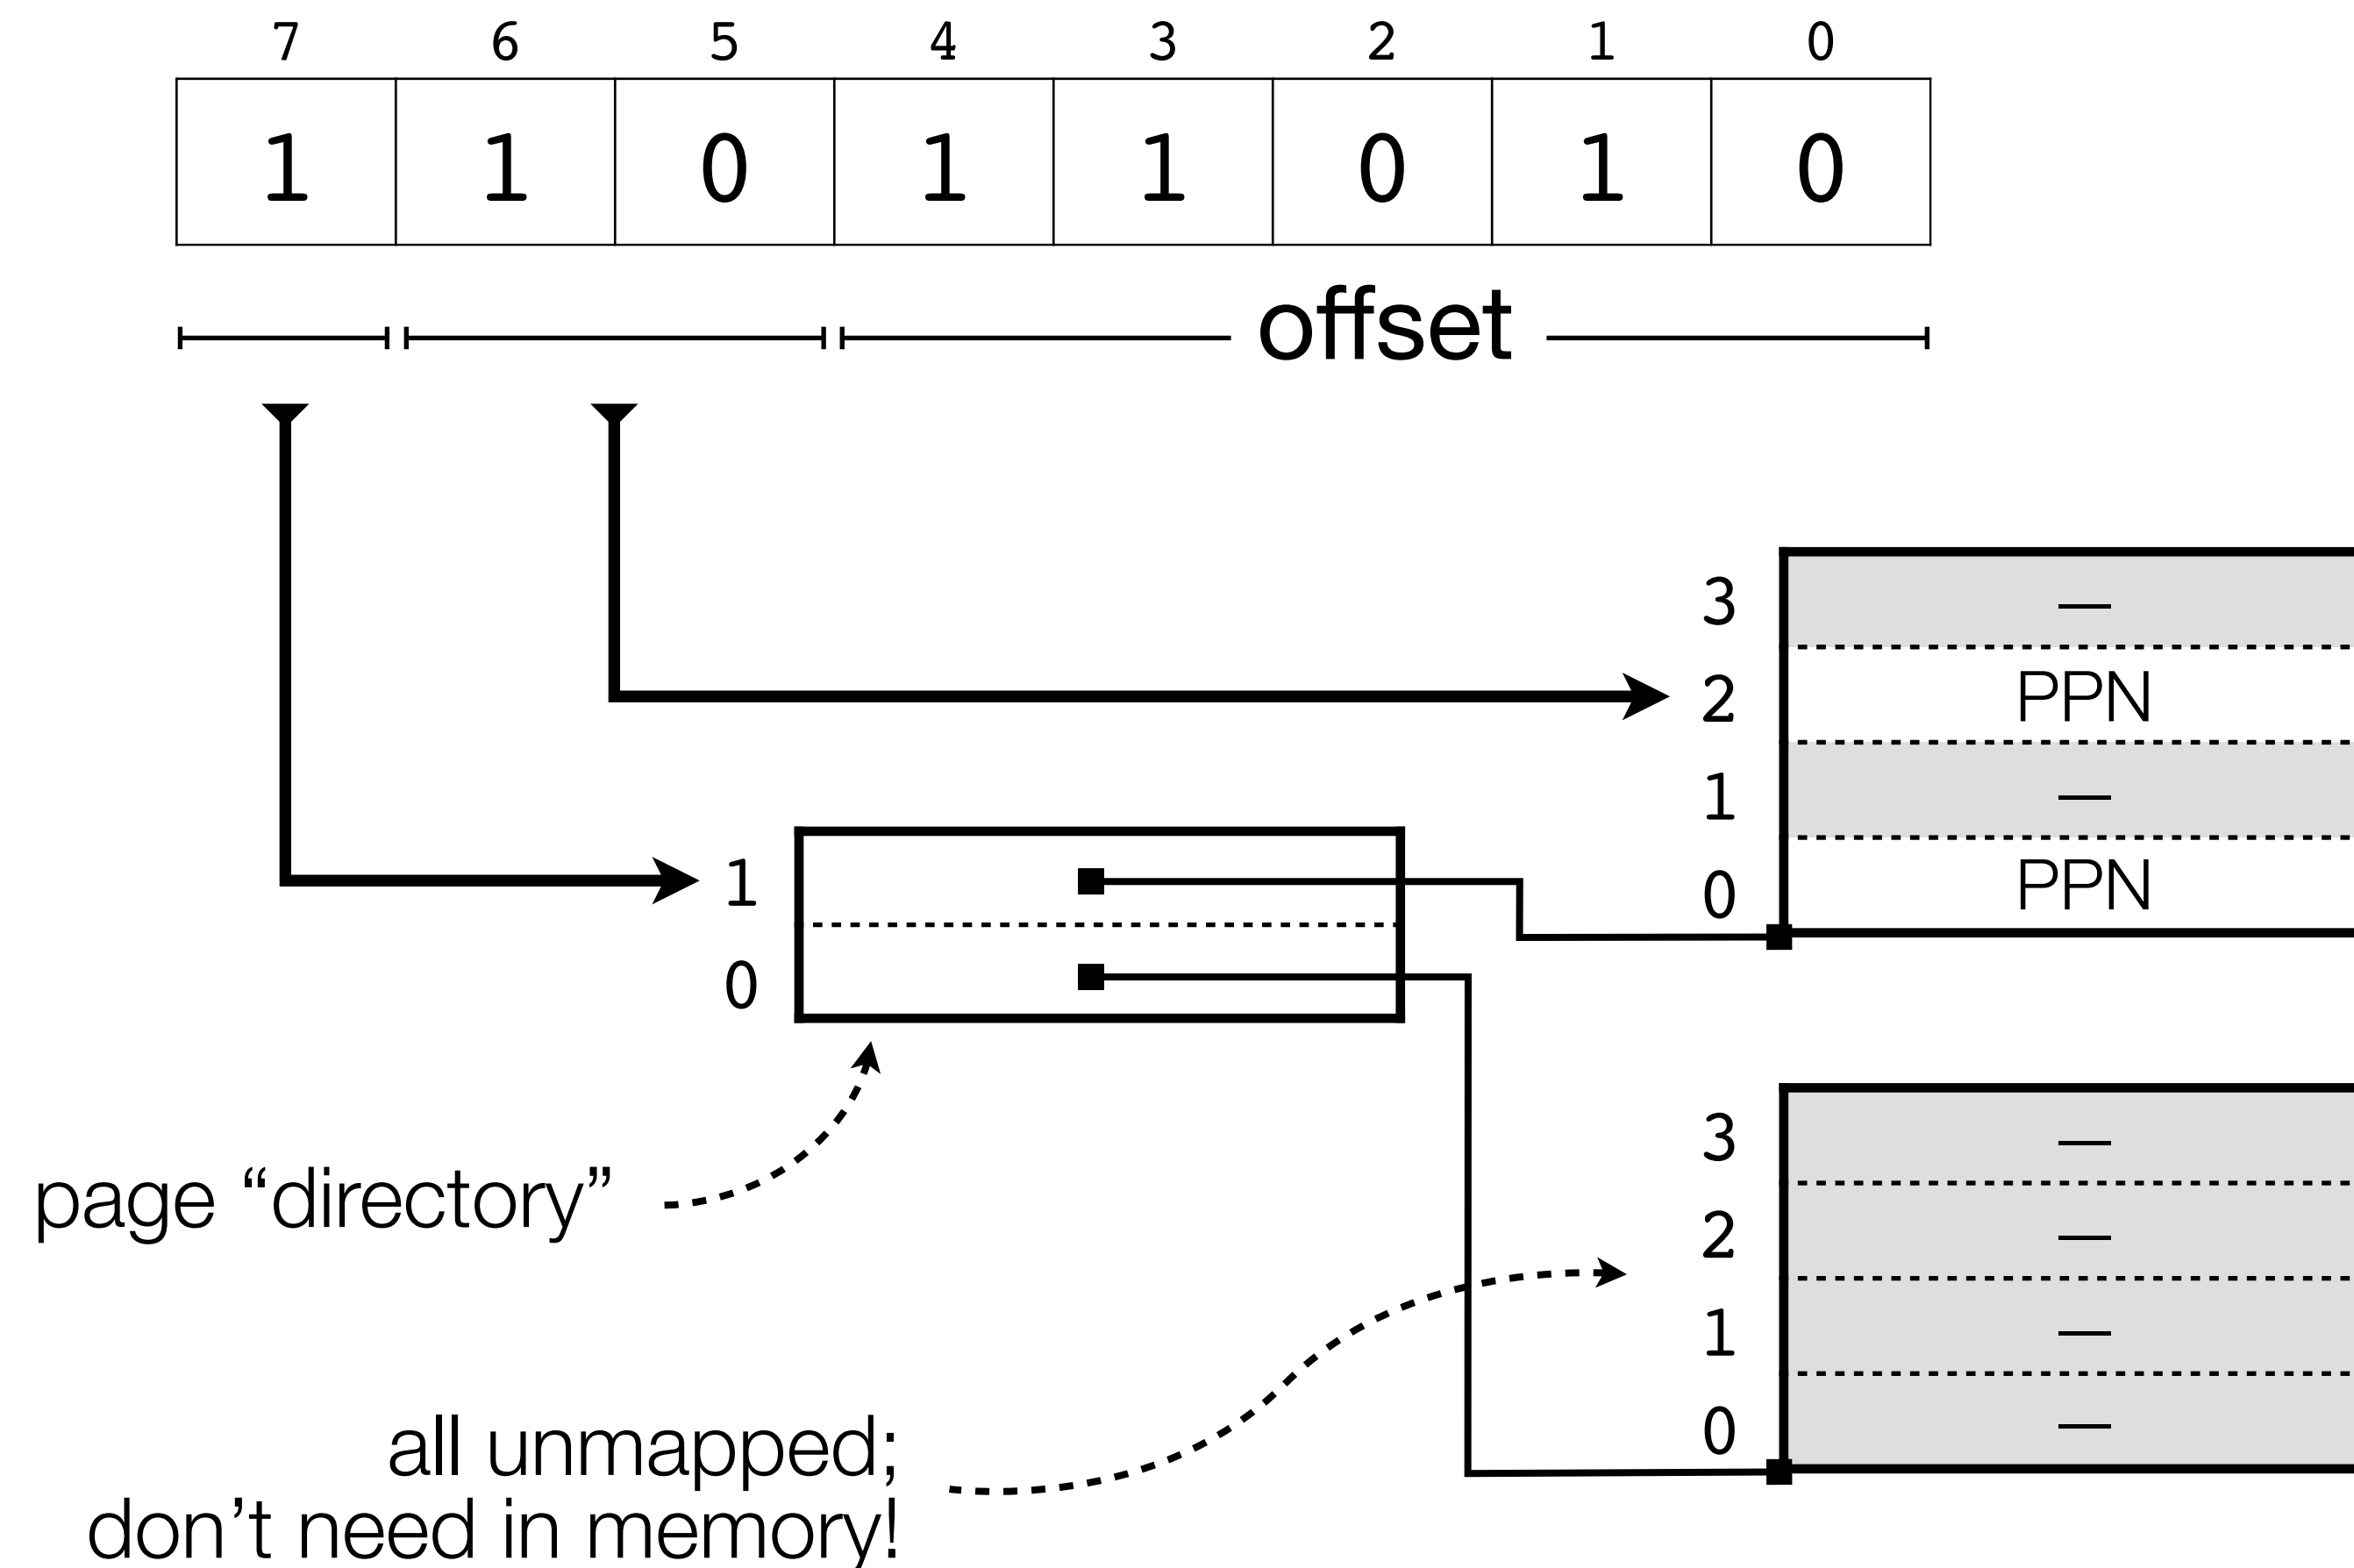 7 6 5 4 3 2 1 0
1 1 0 1 1 0 1 0
offset
3 —
2 PPN
1 —
0 PPN
1
0
page “directory”
3 —
2 —
1 —
0 —
all unmapped;
don’t need in memory!